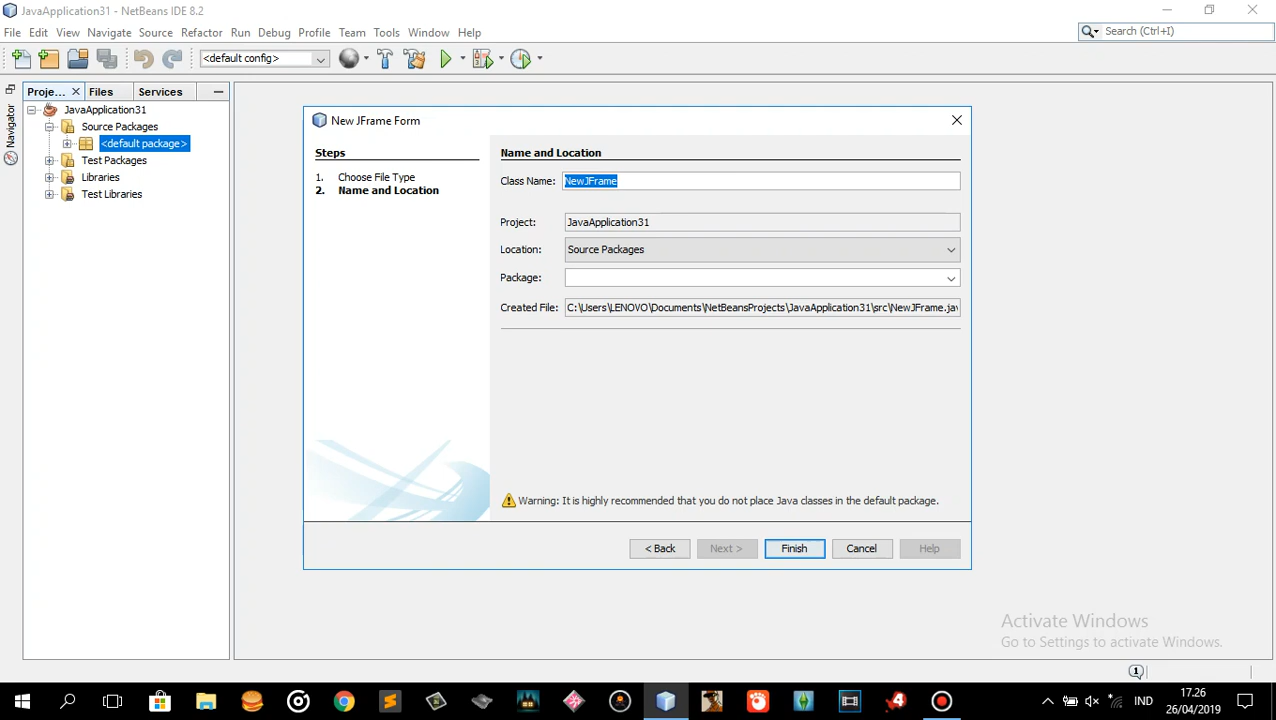 JavaApplication31 - NetBeans IDE 8.2
File Edit View Navigate Source Refactor Run Debug Profile Team Tools Window Help
Search (Ctrl+I)
<default config>
Proje... Files Services
Navigator
JavaApplication31
Source Packages
<default package>
Test Packages
Libraries
Test Libraries
New JFrame Form
Steps
1. Choose File Type
2. Name and Location
Name and Location
Class Name: NewJFrame
Project: JavaApplication31
Location: Source Packages
Package:
Created File: C:\Users\LENOVO\Documents\NetBeansProjects\JavaApplication31\src\NewJFrame.jav
Warning: It is highly recommended that you do not place Java classes in the default package.
< Back Next > Finish Cancel Help
Activate Windows
Go to Settings to activate Windows.
1
4
IND
17.26
26/04/2019